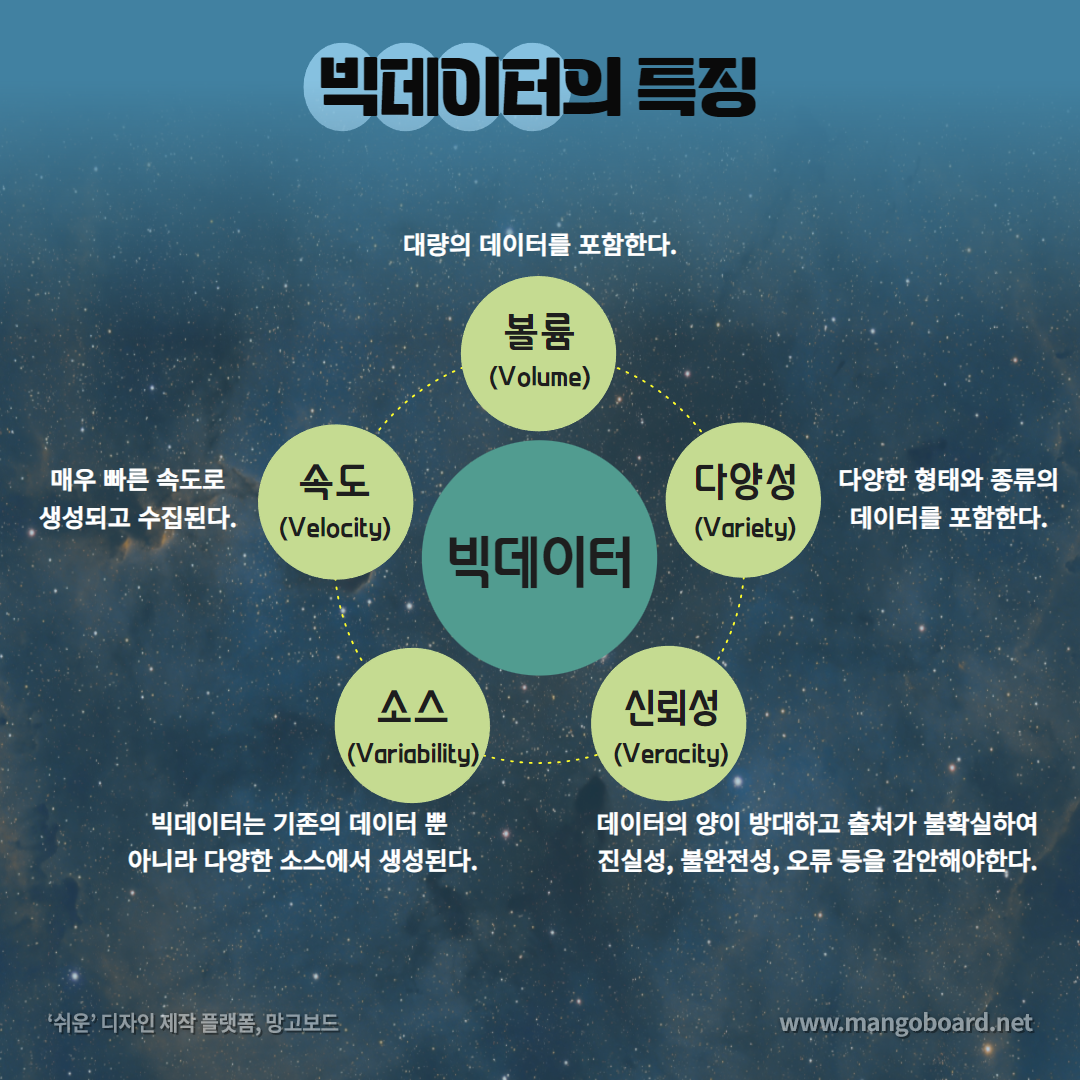 빅데이터의 특징
대량의 데이터를 포함한다.
볼륨
(Volume)
속도
(Velocity)
매우 빠른 속도로
생성되고 수집된다.
다양성
(Variety)
다양한 형태와 종류의
데이터를 포함한다.
빅데이터
소스
(Variability)
빅데이터는 기존의 데이터 뿐
아니라 다양한 소스에서 생성된다.
신뢰성
(Veracity)
데이터의 양이 방대하고 출처가 불확실하여
진실성, 불완전성, 오류 등을 감안해야한다.
‘쉬운’ 디자인 제작 플랫폼, 망고보드
www.mangoboard.net